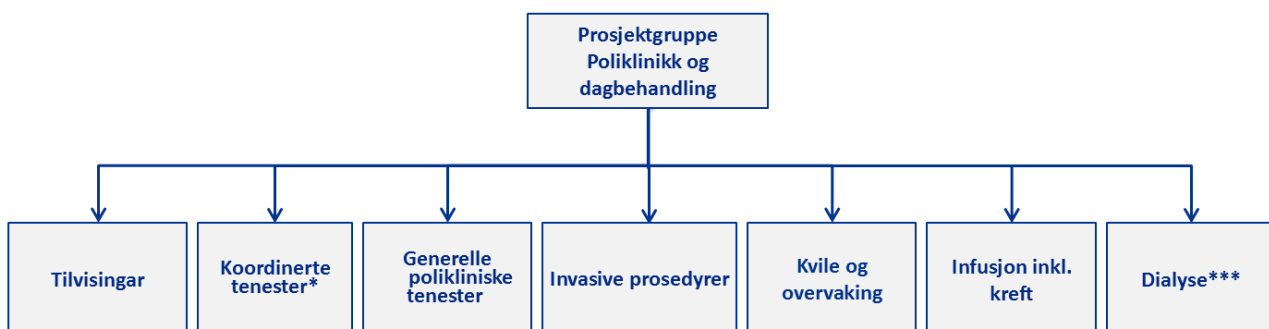 Prosjektgruppe
Poliklinikk og
dagbehandling
Tilvisingar
Koordinerte
tenester*
Generelle
polikliniske
tenester
Invasive prosedyrer
Kvile og
overvaking
Infusjon inkl.
kreft
Dialyse***